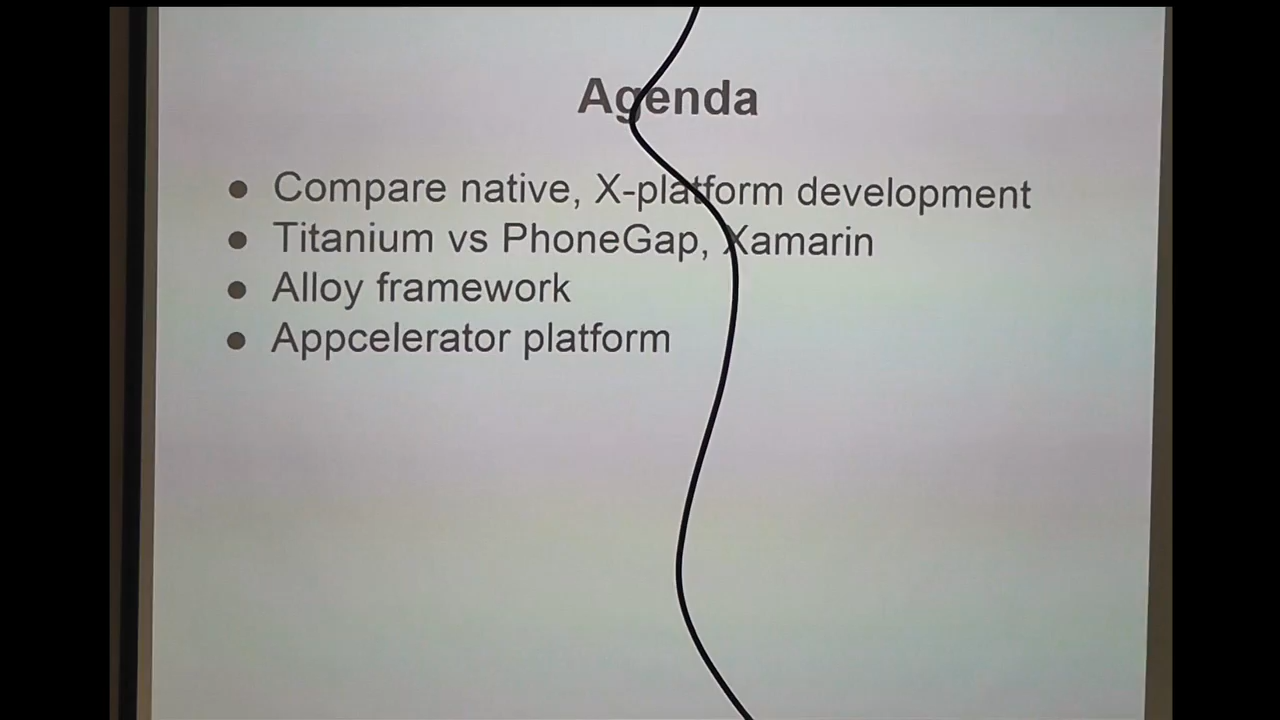 Agenda
● Compare native, X-platform development
● Titanium vs PhoneGap, Xamarin
● Alloy framework
● Appcelerator platform